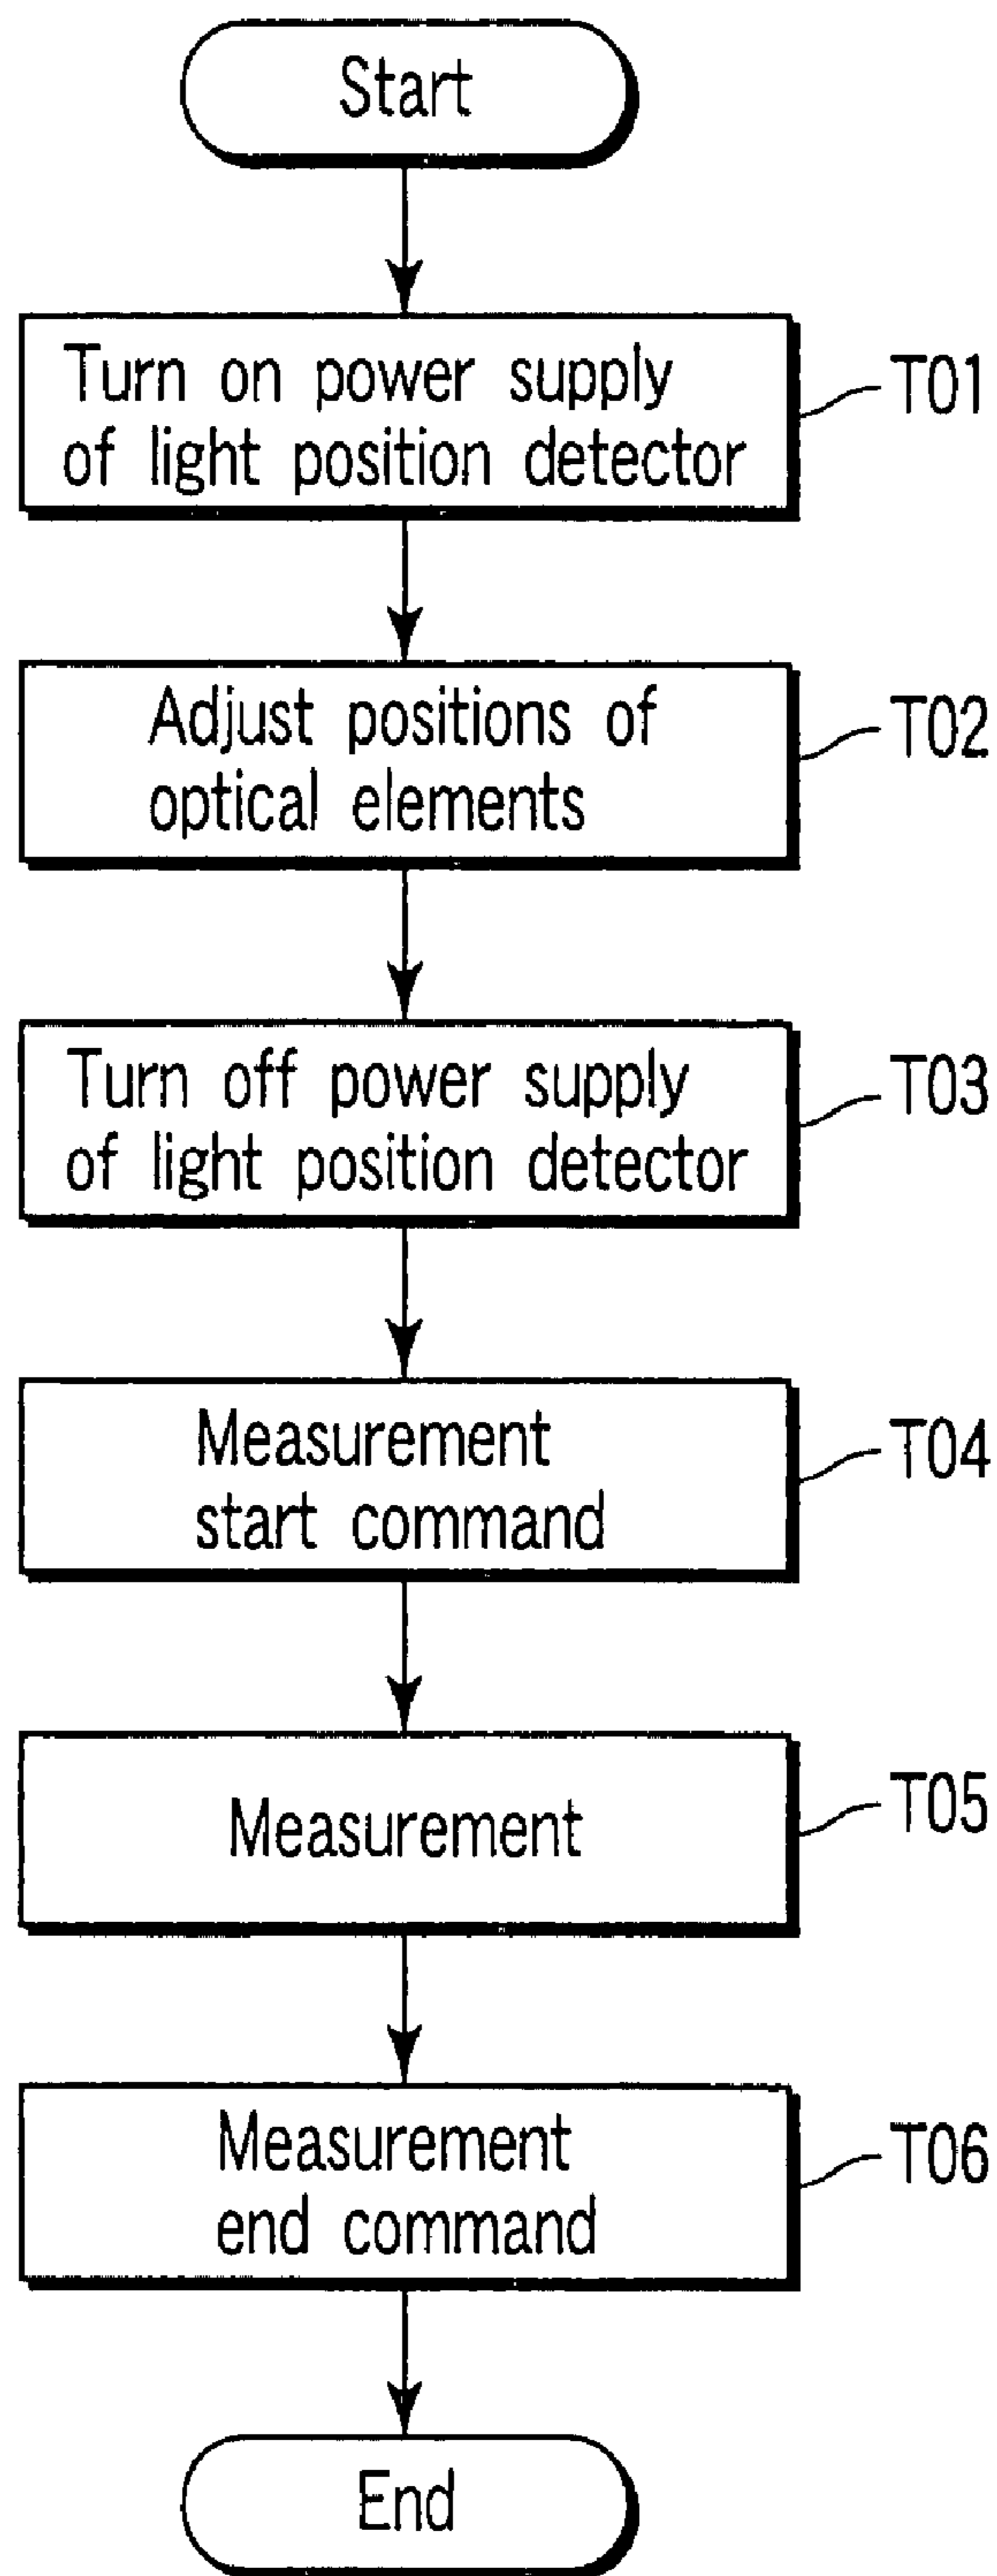 Start
Turn on power supply
of light position detector
T01
Adjust positions of
optical elements
T02
Turn off power supply
of light position detector
T03
Measurement
start command
T04
Measurement
T05
Measurement
end command
T06
End